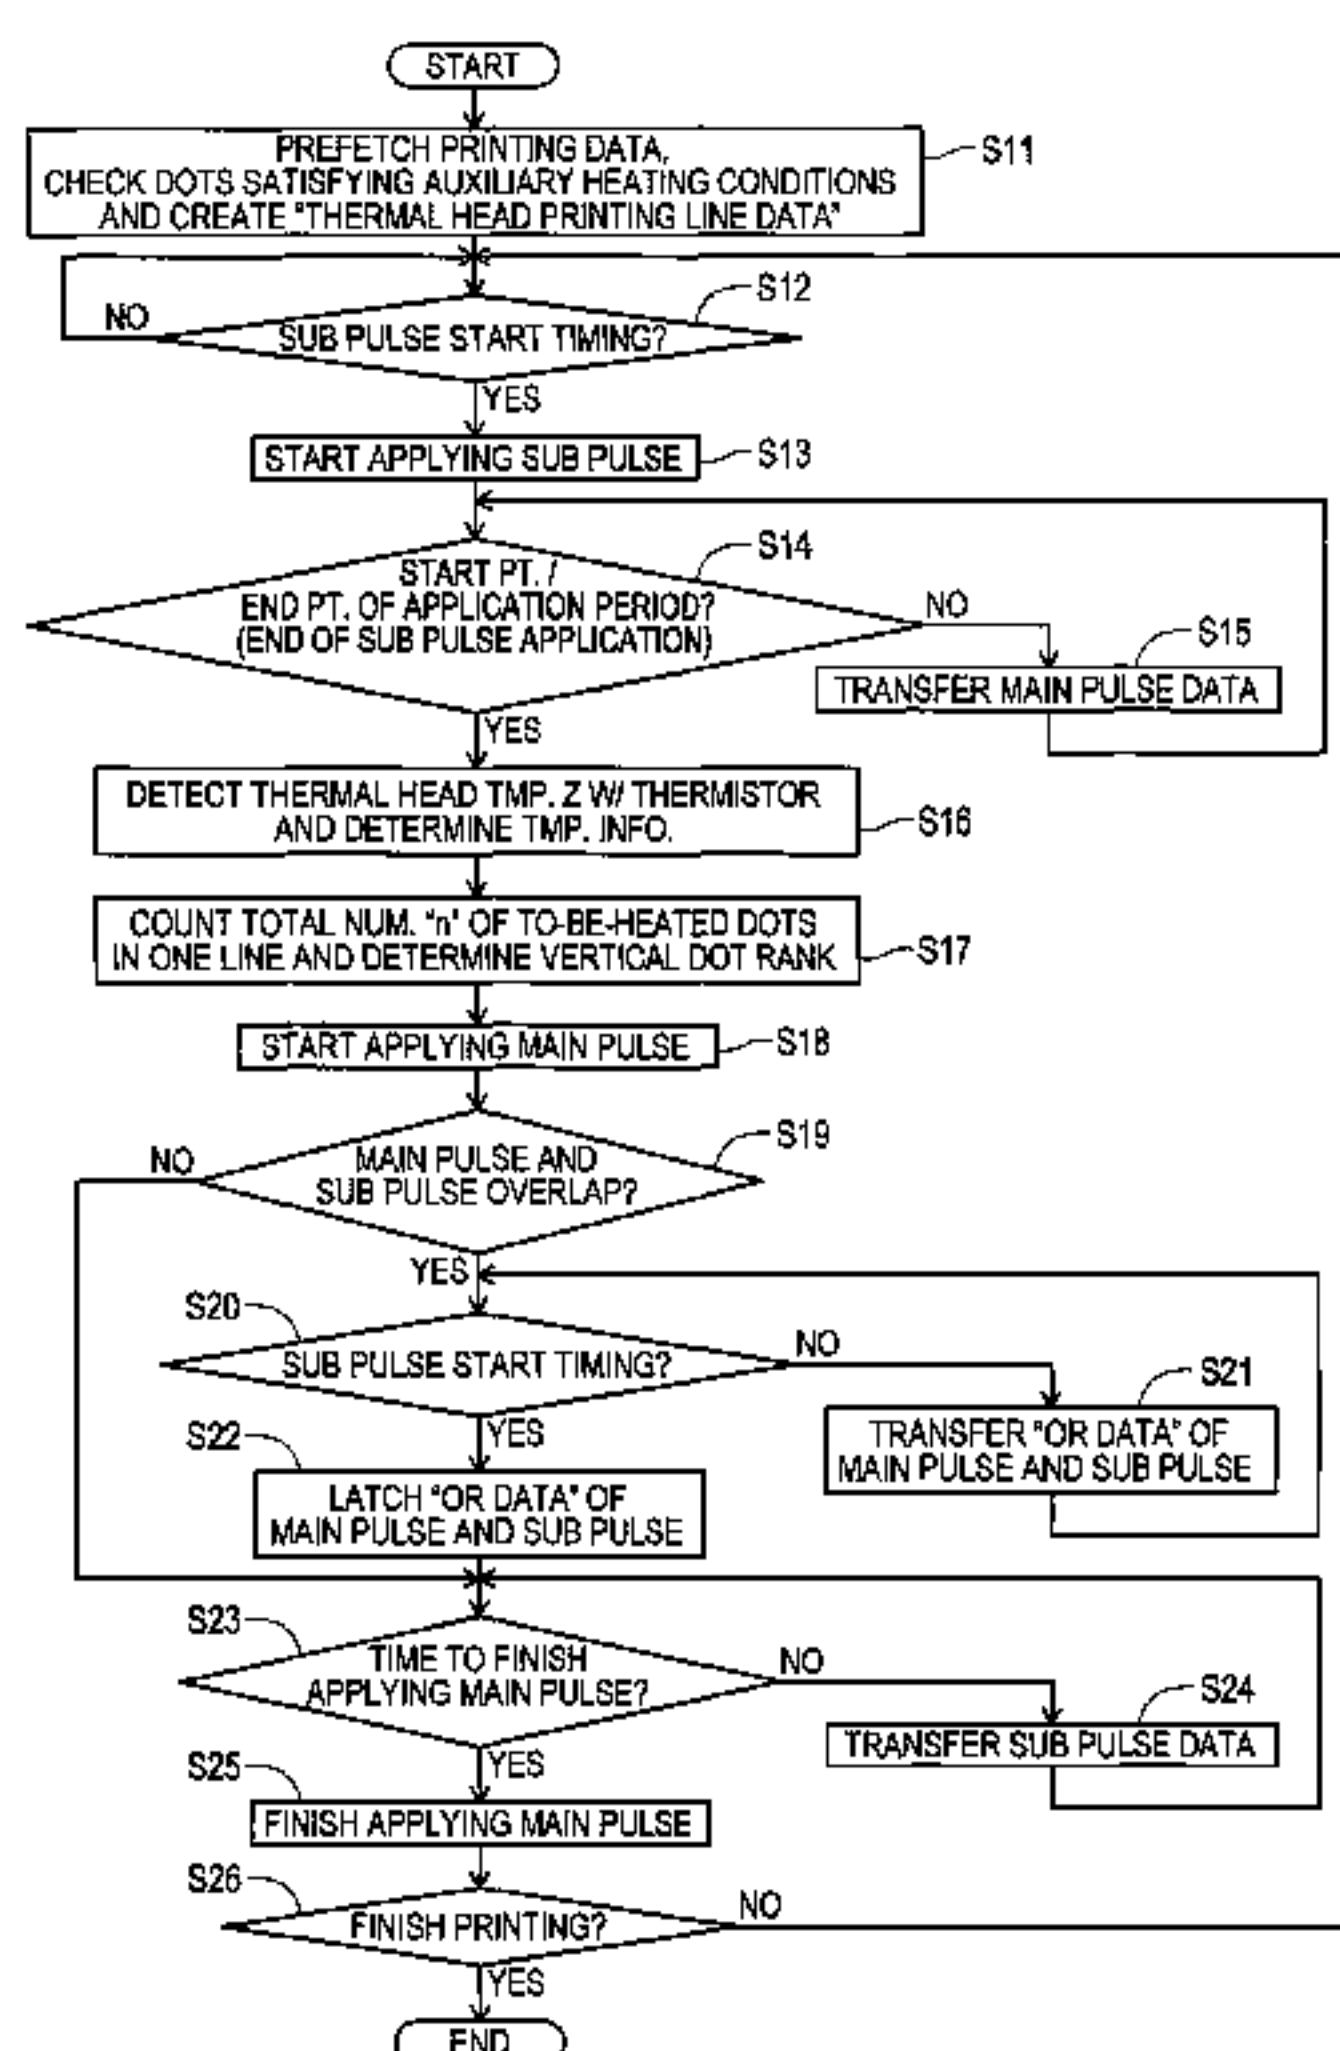 START
PREFETCH PRINTING DATA,
CHECK DOTS SATISFYING AUXILIARY HEATING CONDITIONS
AND CREATE "THERMAL HEAD PRINTING LINE DATA"
S11
S12
NO
SUB PULSE START TIMING?
YES
START APPLYING SUB PULSE
S13
S14
START PT. /
END PT. OF APPLICATION PERIOD?
(END OF SUB PULSE APPLICATION)
NO
S15
TRANSFER MAIN PULSE DATA
YES
DETECT THERMAL HEAD TMP. Z W/ THERMISTOR
AND DETERMINE TMP. INFO.
S16
COUNT TOTAL NUM. "n" OF TO-BE-HEATED DOTS
IN ONE LINE AND DETERMINE VERTICAL DOT RANK
S17
START APPLYING MAIN PULSE
S18
S19
NO
MAIN PULSE AND
SUB PULSE OVERLAP?
YES
S20
SUB PULSE START TIMING?
NO
S21
TRANSFER "OR DATA" OF
MAIN PULSE AND SUB PULSE
YES
S22
LATCH "OR DATA" OF
MAIN PULSE AND SUB PULSE
S23
TIME TO FINISH
APPLYING MAIN PULSE?
NO
S24
TRANSFER SUB PULSE DATA
YES
S25
FINISH APPLYING MAIN PULSE
S26
FINISH PRINTING?
NO
YES
END